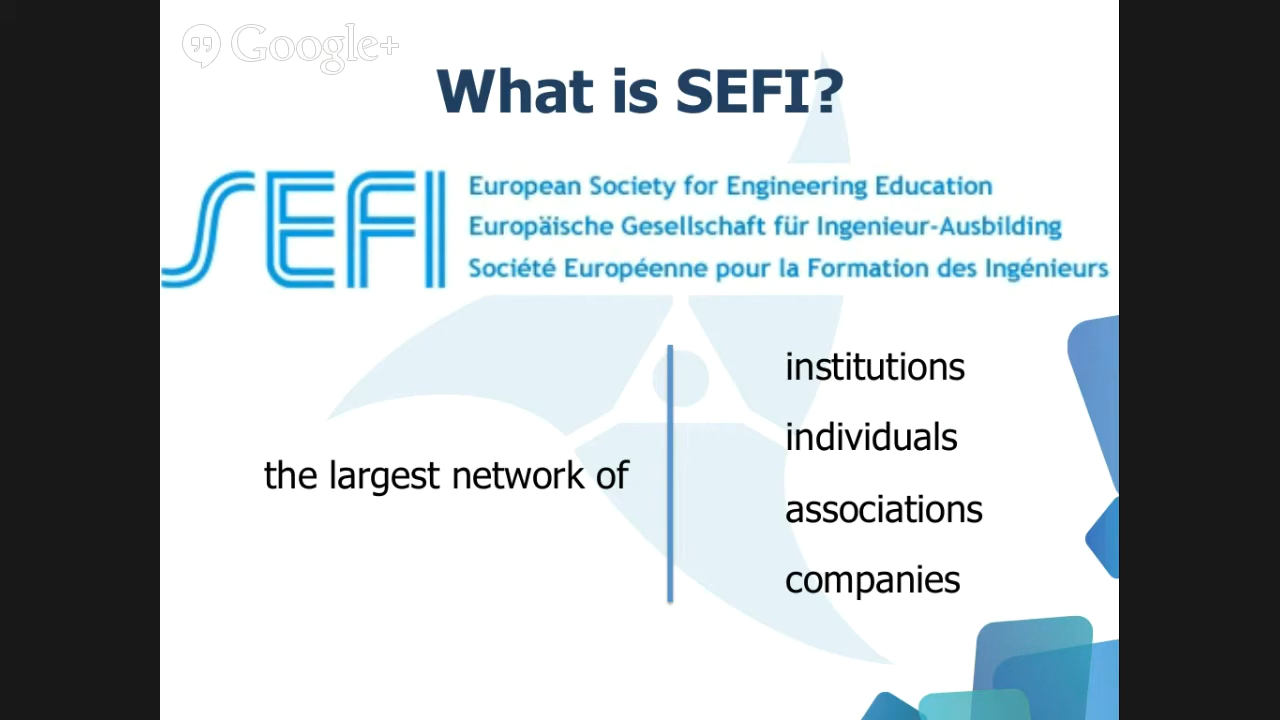 Google+
What is SEFI?
SEFI
European Society for Engineering Education
Europäische Gesellschaft für Ingenieur-Ausbilding
Société Européenne pour la Formation des Ingénieurs
the largest network of
institutions
individuals
associations
companies